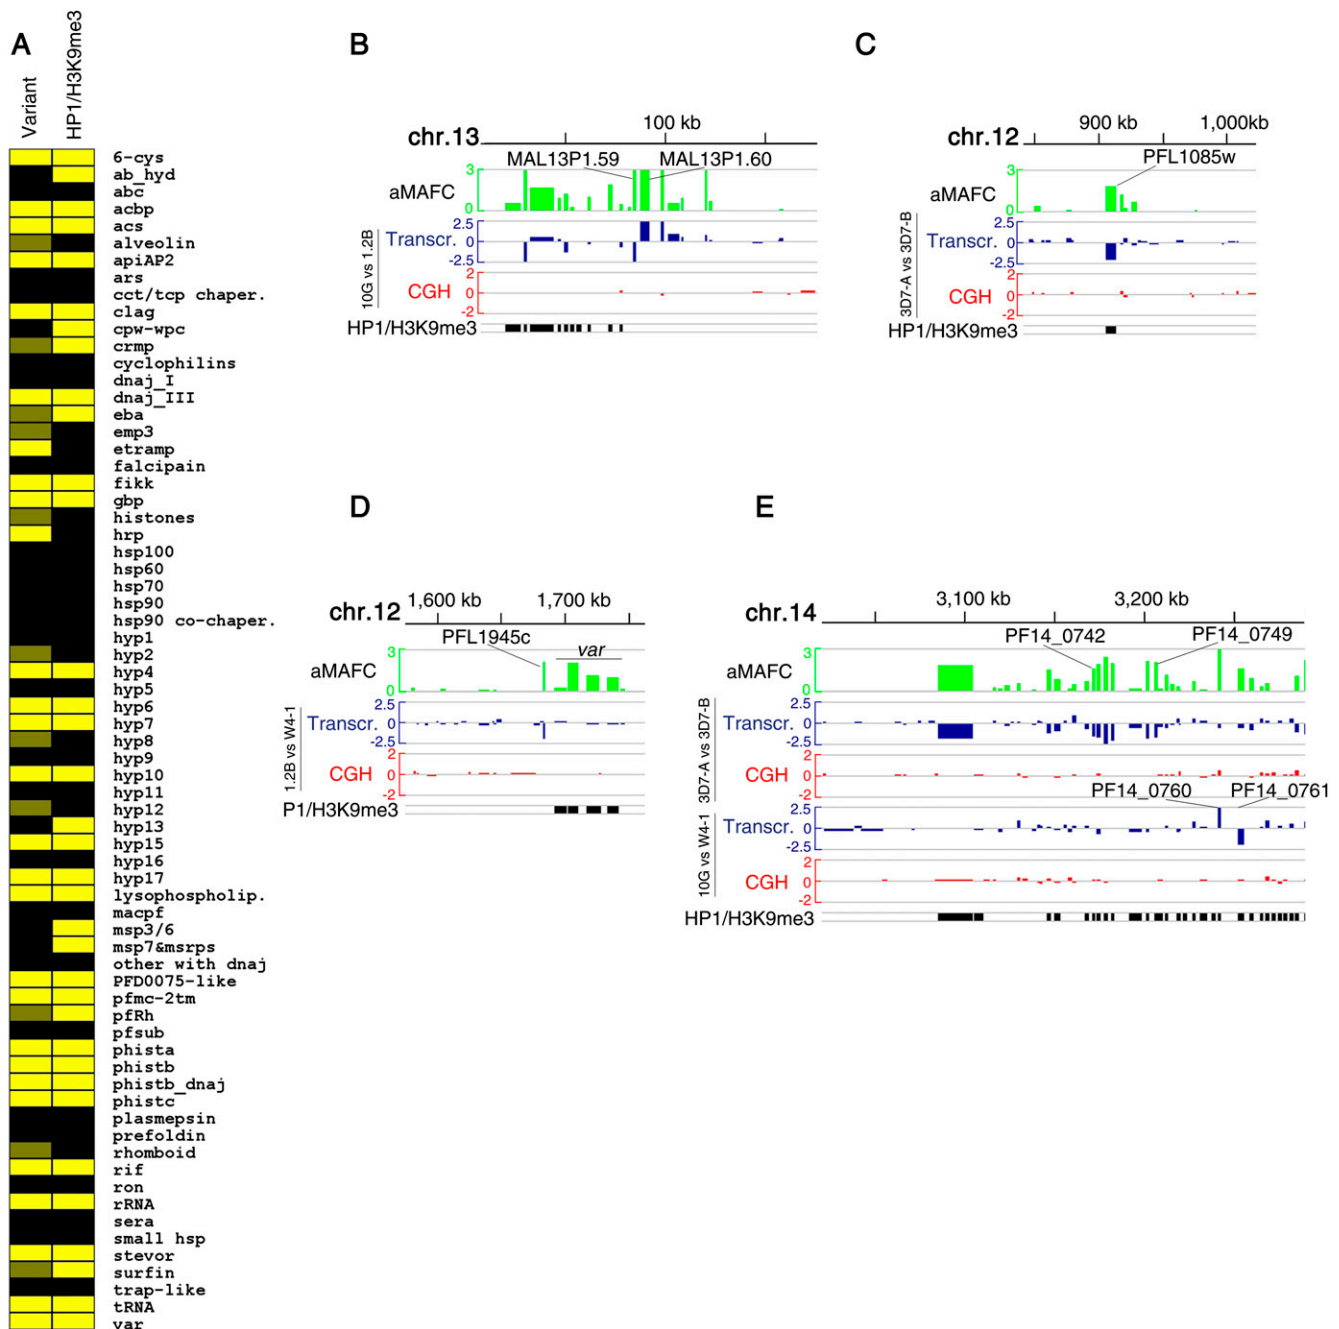 A
Variant
HP1/H3K9me3
6-cys
ab_hyd
abc
acbp
acs
alveolin
apiAP2
ars
cct/tcp chaper.
clag
cpw-wpc
crmp
cyclophilins
dnaj_I
dnaj_III
eba
emp3
etramp
falcipain
fikk
gbp
histones
hrp
hsp100
hsp60
hsp70
hsp90
hsp90 co-chaper.
hyp1
hyp2
hyp4
hyp5
hyp6
hyp7
hyp8
hyp9
hyp10
hyp11
hyp12
hyp13
hyp15
hyp16
hyp17
lysophospholip.
macpf
msp3/6
msp7&msrps
other with dnaj
PFD0075-like
pfmc-2tm
pfRh
pfsub
phista
phistb
phistb_dnaj
phistc
plasmepsin
prefoldin
rhomboid
rif
ron
rRNA
sera
small hsp
stevor
surfin
trap-like
tRNA
var
B
100 kb
chr.13
MAL13P1.59 MAL13P1.60
3
aMAFC
0
2.5
Transcr. 0
-2.5
10G vs 1.2B
2
CGH 0
-2
HP1/H3K9me3
C
900 kb 1,000kb
chr.12
PFL1085w
3
aMAFC
0
2.5
Transcr. 0
-2.5
3D7-A vs 3D7-B
2
CGH 0
-2
HP1/H3K9me3
D
1,600 kb 1,700 kb
chr.12
PFL1945c var
3
aMAFC
0
2.5
Transcr. 0
-2.5
1.2B vs W4-1
2
CGH 0
-2
P1/H3K9me3
E
3,100 kb 3,200 kb
chr.14
PF14_0742 PF14_0749
3
aMAFC
0
2.5
Transcr. 0
-2.5
3D7-A vs 3D7-B
2
CGH 0
-2
PF14_0760 PF14_0761
2.5
Transcr. 0
-2.5
10G vs W4-1
2
CGH 0
-2
HP1/H3K9me3